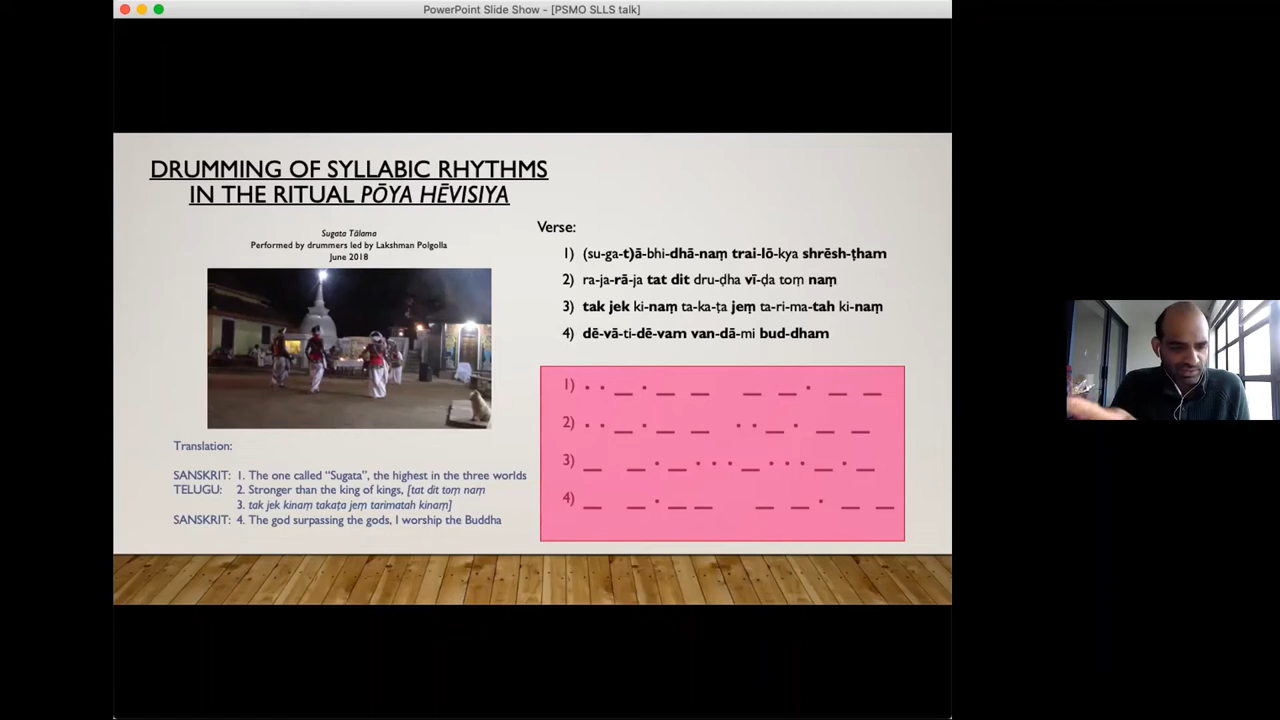 PowerPoint Slide Show - [PSMO SLLS talk]
DRUMMING OF SYLLABIC RHYTHMS
IN THE RITUAL PŌYA HĒVISIYA
Sugata Tālama
Performed by drummers led by Lakshman Polgolla
June 2018
Translation:
SANSKRIT: 1. The one called “Sugata”, the highest in the three worlds
TELUGU: 2. Stronger than the king of kings, [tat dit toṃ naṃ
3. tak jek kinaṃ takaṭa jeṃ tarimatah kinaṃ]
SANSKRIT: 4. The god surpassing the gods, I worship the Buddha
Verse:
1) (su-ga-t)ā-bhi-dhā-naṃ trai-lō-kya shrēsh-ṭham
2) ra-ja-rā-ja tat dit dru-ḍha vī-ḍa toṃ naṃ
3) tak jek ki-naṃ ta-ka-ṭa jeṃ ta-ri-ma-tah ki-naṃ
4) dē-vā-ti-dē-vam van-dā-mi bud-dham
1) • • _ • _ _ _ _ • _ _
2) • • _ • _ _ • • _ • _ _
3) _ _ • _ • • • _ • • • _ • _
4) _ _ • _ _ _ _ • _ _